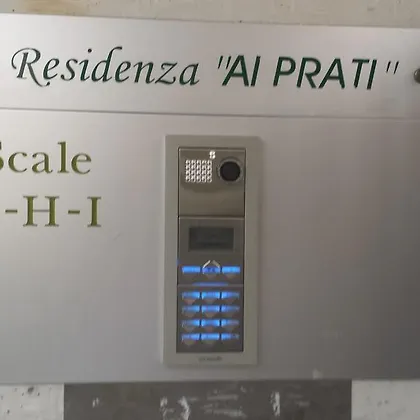 Residenza "AI PRATI"
Scale
-H-I